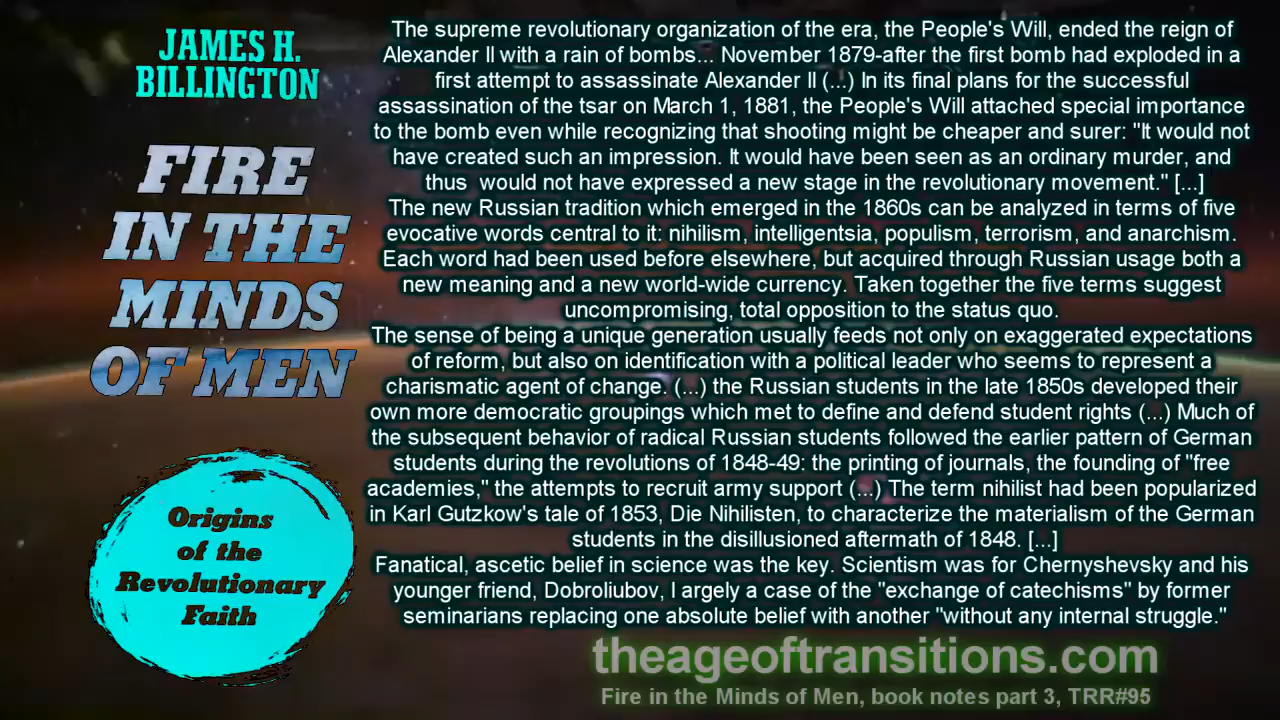 JAMES H.
BILLINGTON
FIRE
IN THE
MINDS
OF MEN
Origins
of the
Revolutionary
Faith
The supreme revolutionary organization of the era, the People's Will, ended the reign of
Alexander II with a rain of bombs... November 1879-after the first bomb had exploded in a
first attempt to assassinate Alexander II (...) In its final plans for the successful
assassination of the tsar on March 1, 1881, the People's Will attached special importance
to the bomb even while recognizing that shooting might be cheaper and surer: "It would not
have created such an impression. It would have been seen as an ordinary murder, and
thus  would not have expressed a new stage in the revolutionary movement." [...]
The new Russian tradition which emerged in the 1860s can be analyzed in terms of five
evocative words central to it: nihilism, intelligentsia, populism, terrorism, and anarchism.
Each word had been used before elsewhere, but acquired through Russian usage both a
new meaning and a new world-wide currency. Taken together the five terms suggest
uncompromising, total opposition to the status quo.
The sense of being a unique generation usually feeds not only on exaggerated expectations
of reform, but also on identification with a political leader who seems to represent a
charismatic agent of change. (...) the Russian students in the late 1850s developed their
own more democratic groupings which met to define and defend student rights (...) Much of
the subsequent behavior of radical Russian students followed the earlier pattern of German
students during the revolutions of 1848-49: the printing of journals, the founding of "free
academies," the attempts to recruit army support (...) The term nihilist had been popularized
in Karl Gutzkow's tale of 1853, Die Nihilisten, to characterize the materialism of the German
students in the disillusioned aftermath of 1848. [...]
Fanatical, ascetic belief in science was the key. Scientism was for Chernyshevsky and his
younger friend, Dobroliubov, l argely a case of the "exchange of catechisms" by former
seminarians replacing one absolute belief with another "without any internal struggle."
theageoftransitions.com
Fire in the Minds of Men, book notes part 3, TRR#95